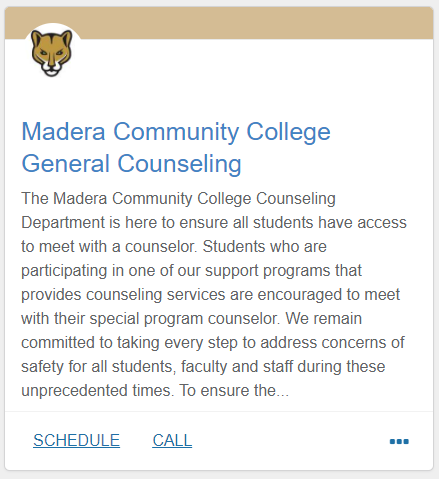 Madera Community College
General Counseling
The Madera Community College Counseling
Department is here to ensure all students have access
to meet with a counselor. Students who are
participating in one of our support programs that
provides counseling services are encouraged to meet
with their special program counselor. We remain
committed to taking every step to address concerns of
safety for all students, faculty and staff during these
unprecedented times. To ensure the...
SCHEDULE CALL